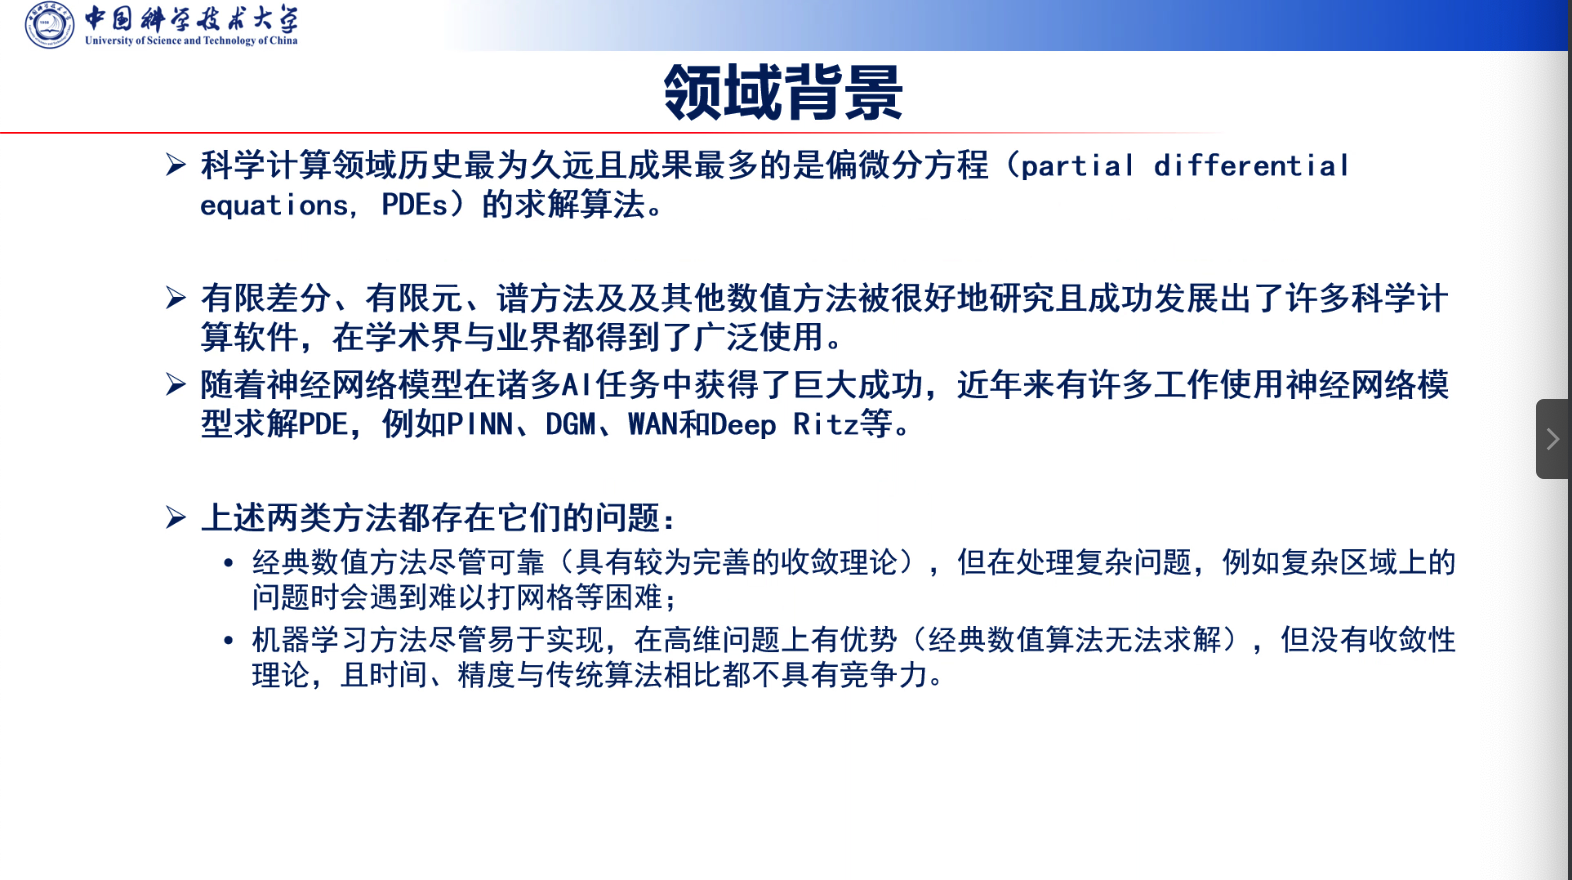 中国科学技术大学
University of Science and Technology of China
领域背景
➢ 科学计算领域历史最为久远且成果最多的是偏微分方程（partial differential
equations, PDEs）的求解算法。
➢ 有限差分、有限元、谱方法及及其他数值方法被很好地研究且成功发展出了许多科学计
算软件，在学术界与业界都得到了广泛使用。
➢ 随着神经网络模型在诸多AI任务中获得了巨大成功，近年来有许多工作使用神经网络模
型求解PDE，例如PINN、DGM、WAN和Deep Ritz等。
➢ 上述两类方法都存在它们的问题：
• 经典数值方法尽管可靠（具有较为完善的收敛理论），但在处理复杂问题，例如复杂区域上的
问题时会遇到难以打网格等困难；
• 机器学习方法尽管易于实现，在高维问题上有优势（经典数值算法无法求解），但没有收敛性
理论，且时间、精度与传统算法相比都不具有竞争力。